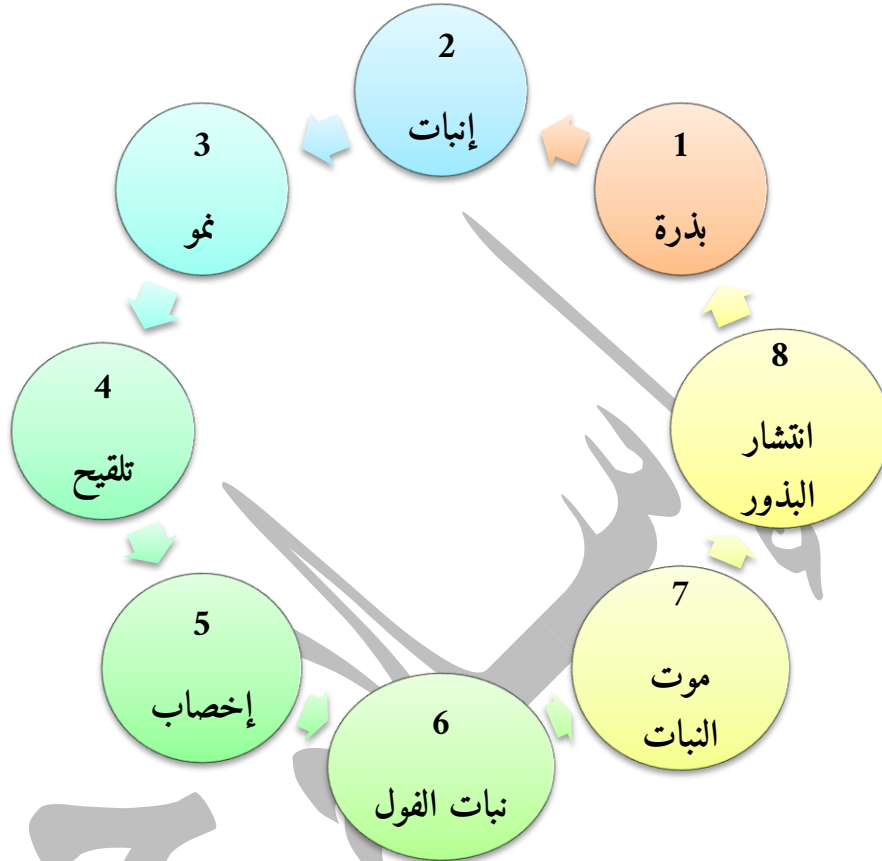 1
بذرة
2
إنبات
3
نمو
4
تلقيح
5
إخصاب
6
نبات الفول
7
موت
النبات
8
انتشار
البذور